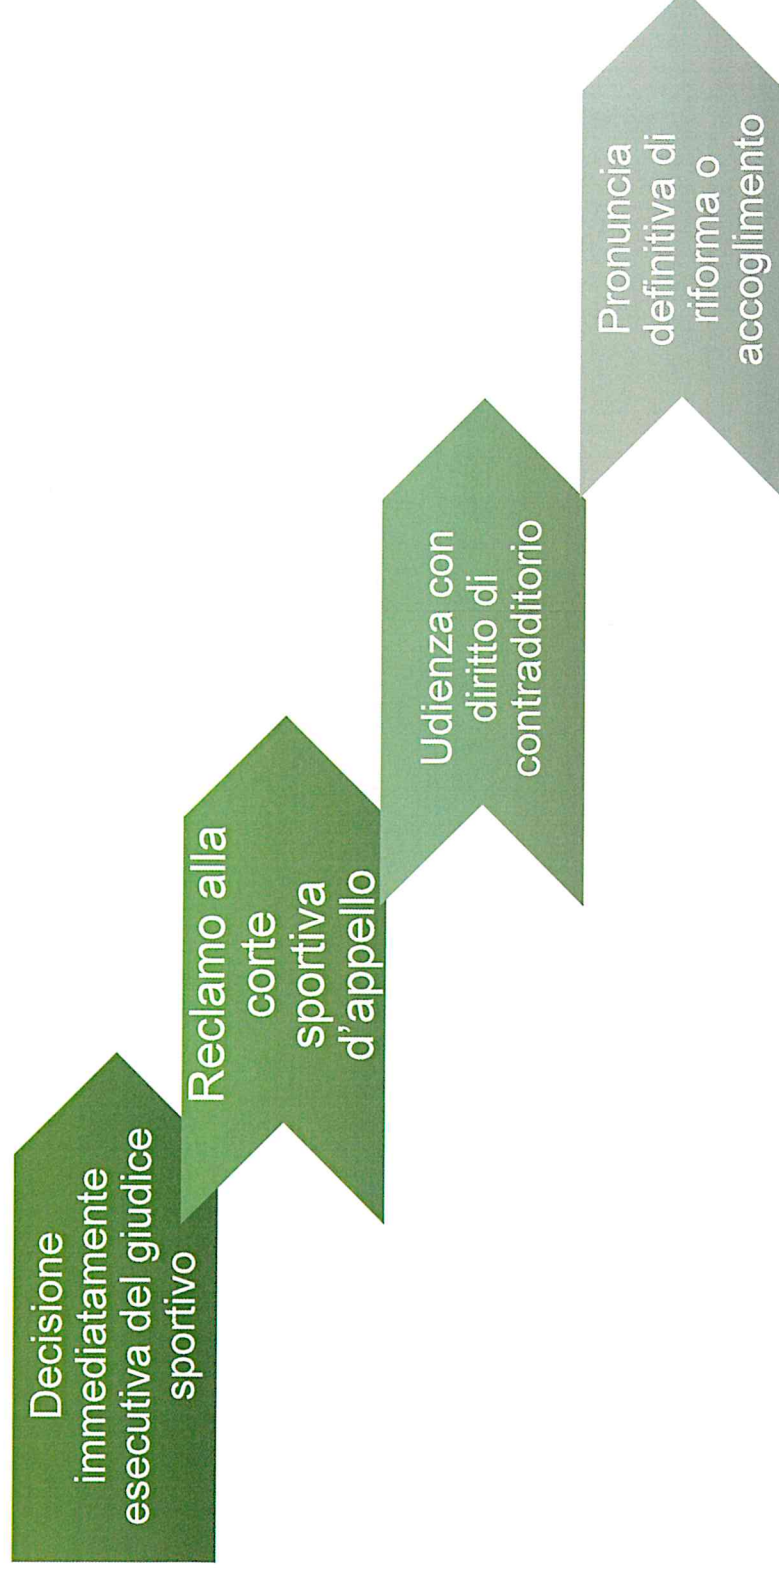 Decisione
immediatamente
esecutiva del giudice
sportivo
Reclamo alla
corte
sportiva
d’appello
Udienza con
diritto di
contradditorio
Pronuncia
definitiva di
riforma o
accoglimento